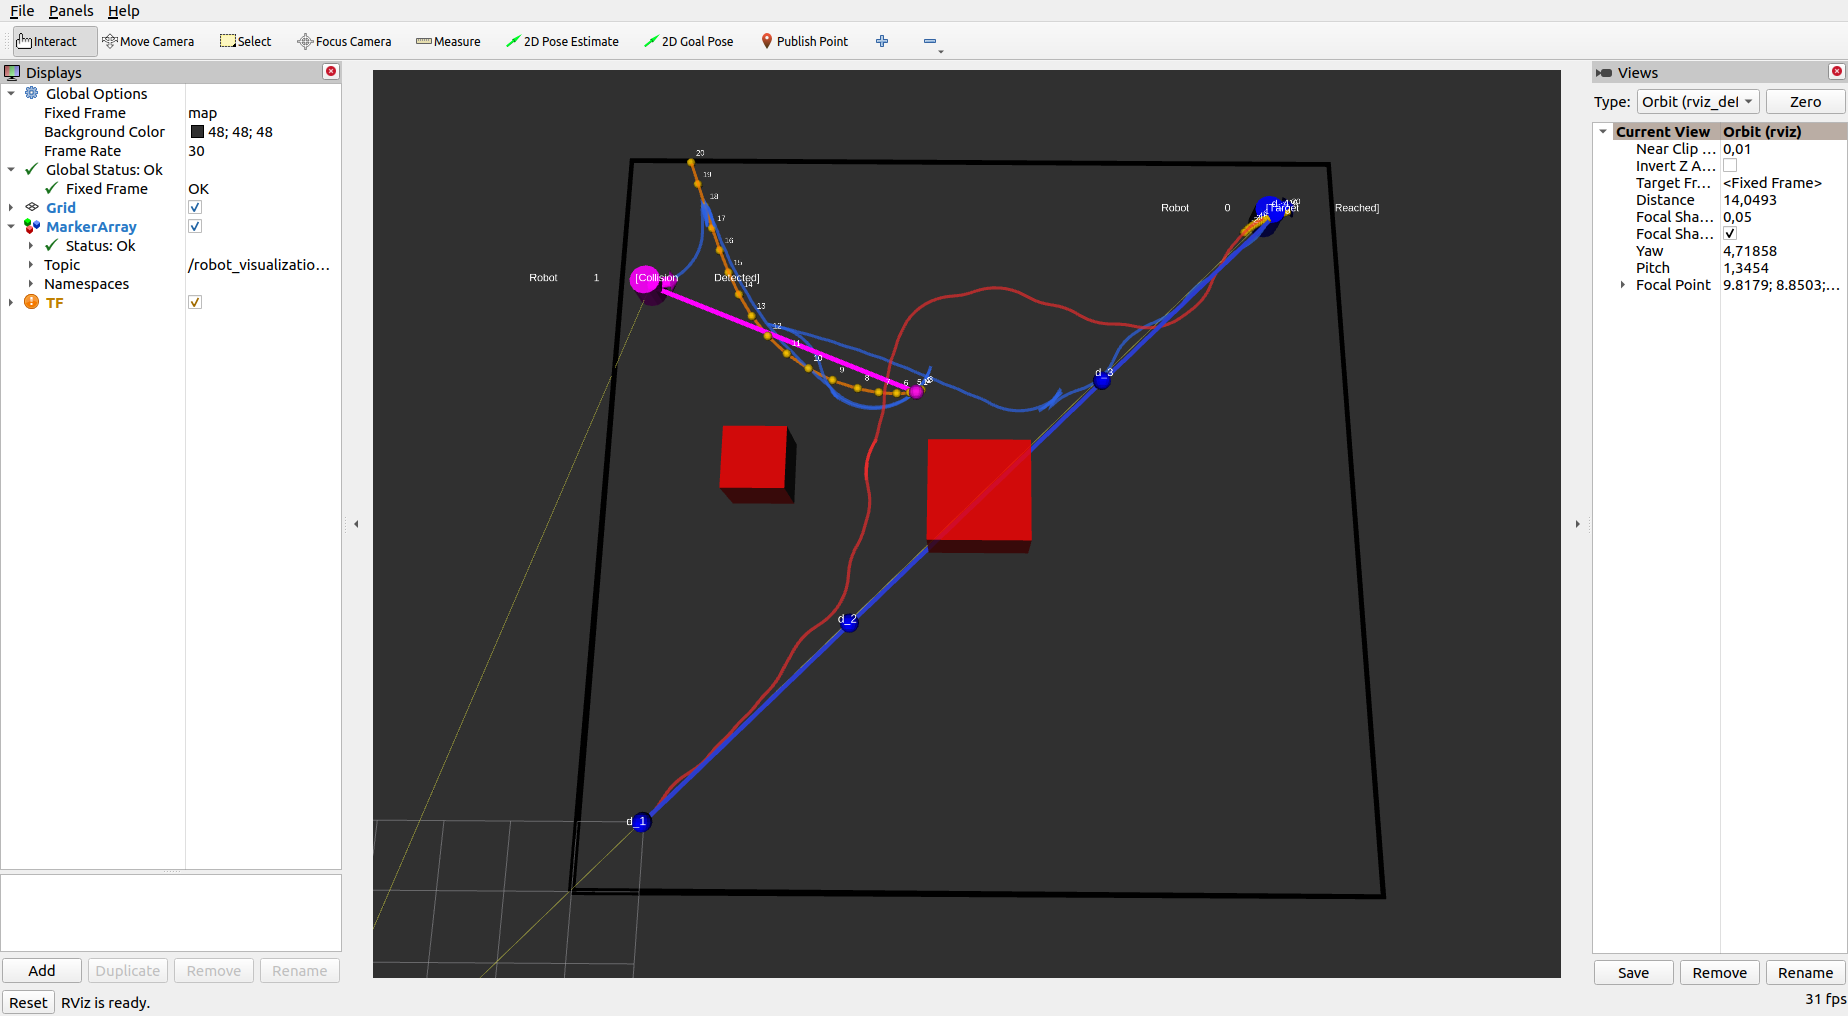 File Panels Help
Interact Move Camera Select Focus Camera Measure 2D Pose Estimate 2D Goal Pose Publish Point
Displays
Global Options
Fixed Frame map
Background Color 48; 48; 48
Frame Rate 30
Global Status: Ok
Fixed Frame OK
Grid
MarkerArray
Status: Ok
Topic /robot_visualizatio...
Namespaces
TF
Add Duplicate Remove Rename
Reset RViz is ready.
20
19
18
17
16
15
14
13
12
11
10
9
8
7
6
5
Robot 1 [Collision Detected]
Robot 0 [Target Reached]
d_3
d_2
d_1
Views
Type: Orbit (rviz_def Zero
Current View Orbit (rviz)
Near Clip ... 0,01
Invert Z A...
Target Fr... <Fixed Frame>
Distance 14,0493
Focal Sha... 0,05
Focal Sha...
Yaw 4,71858
Pitch 1,3454
Focal Point 9.8179; 8.8503;...
Save Remove Rename
31 fps